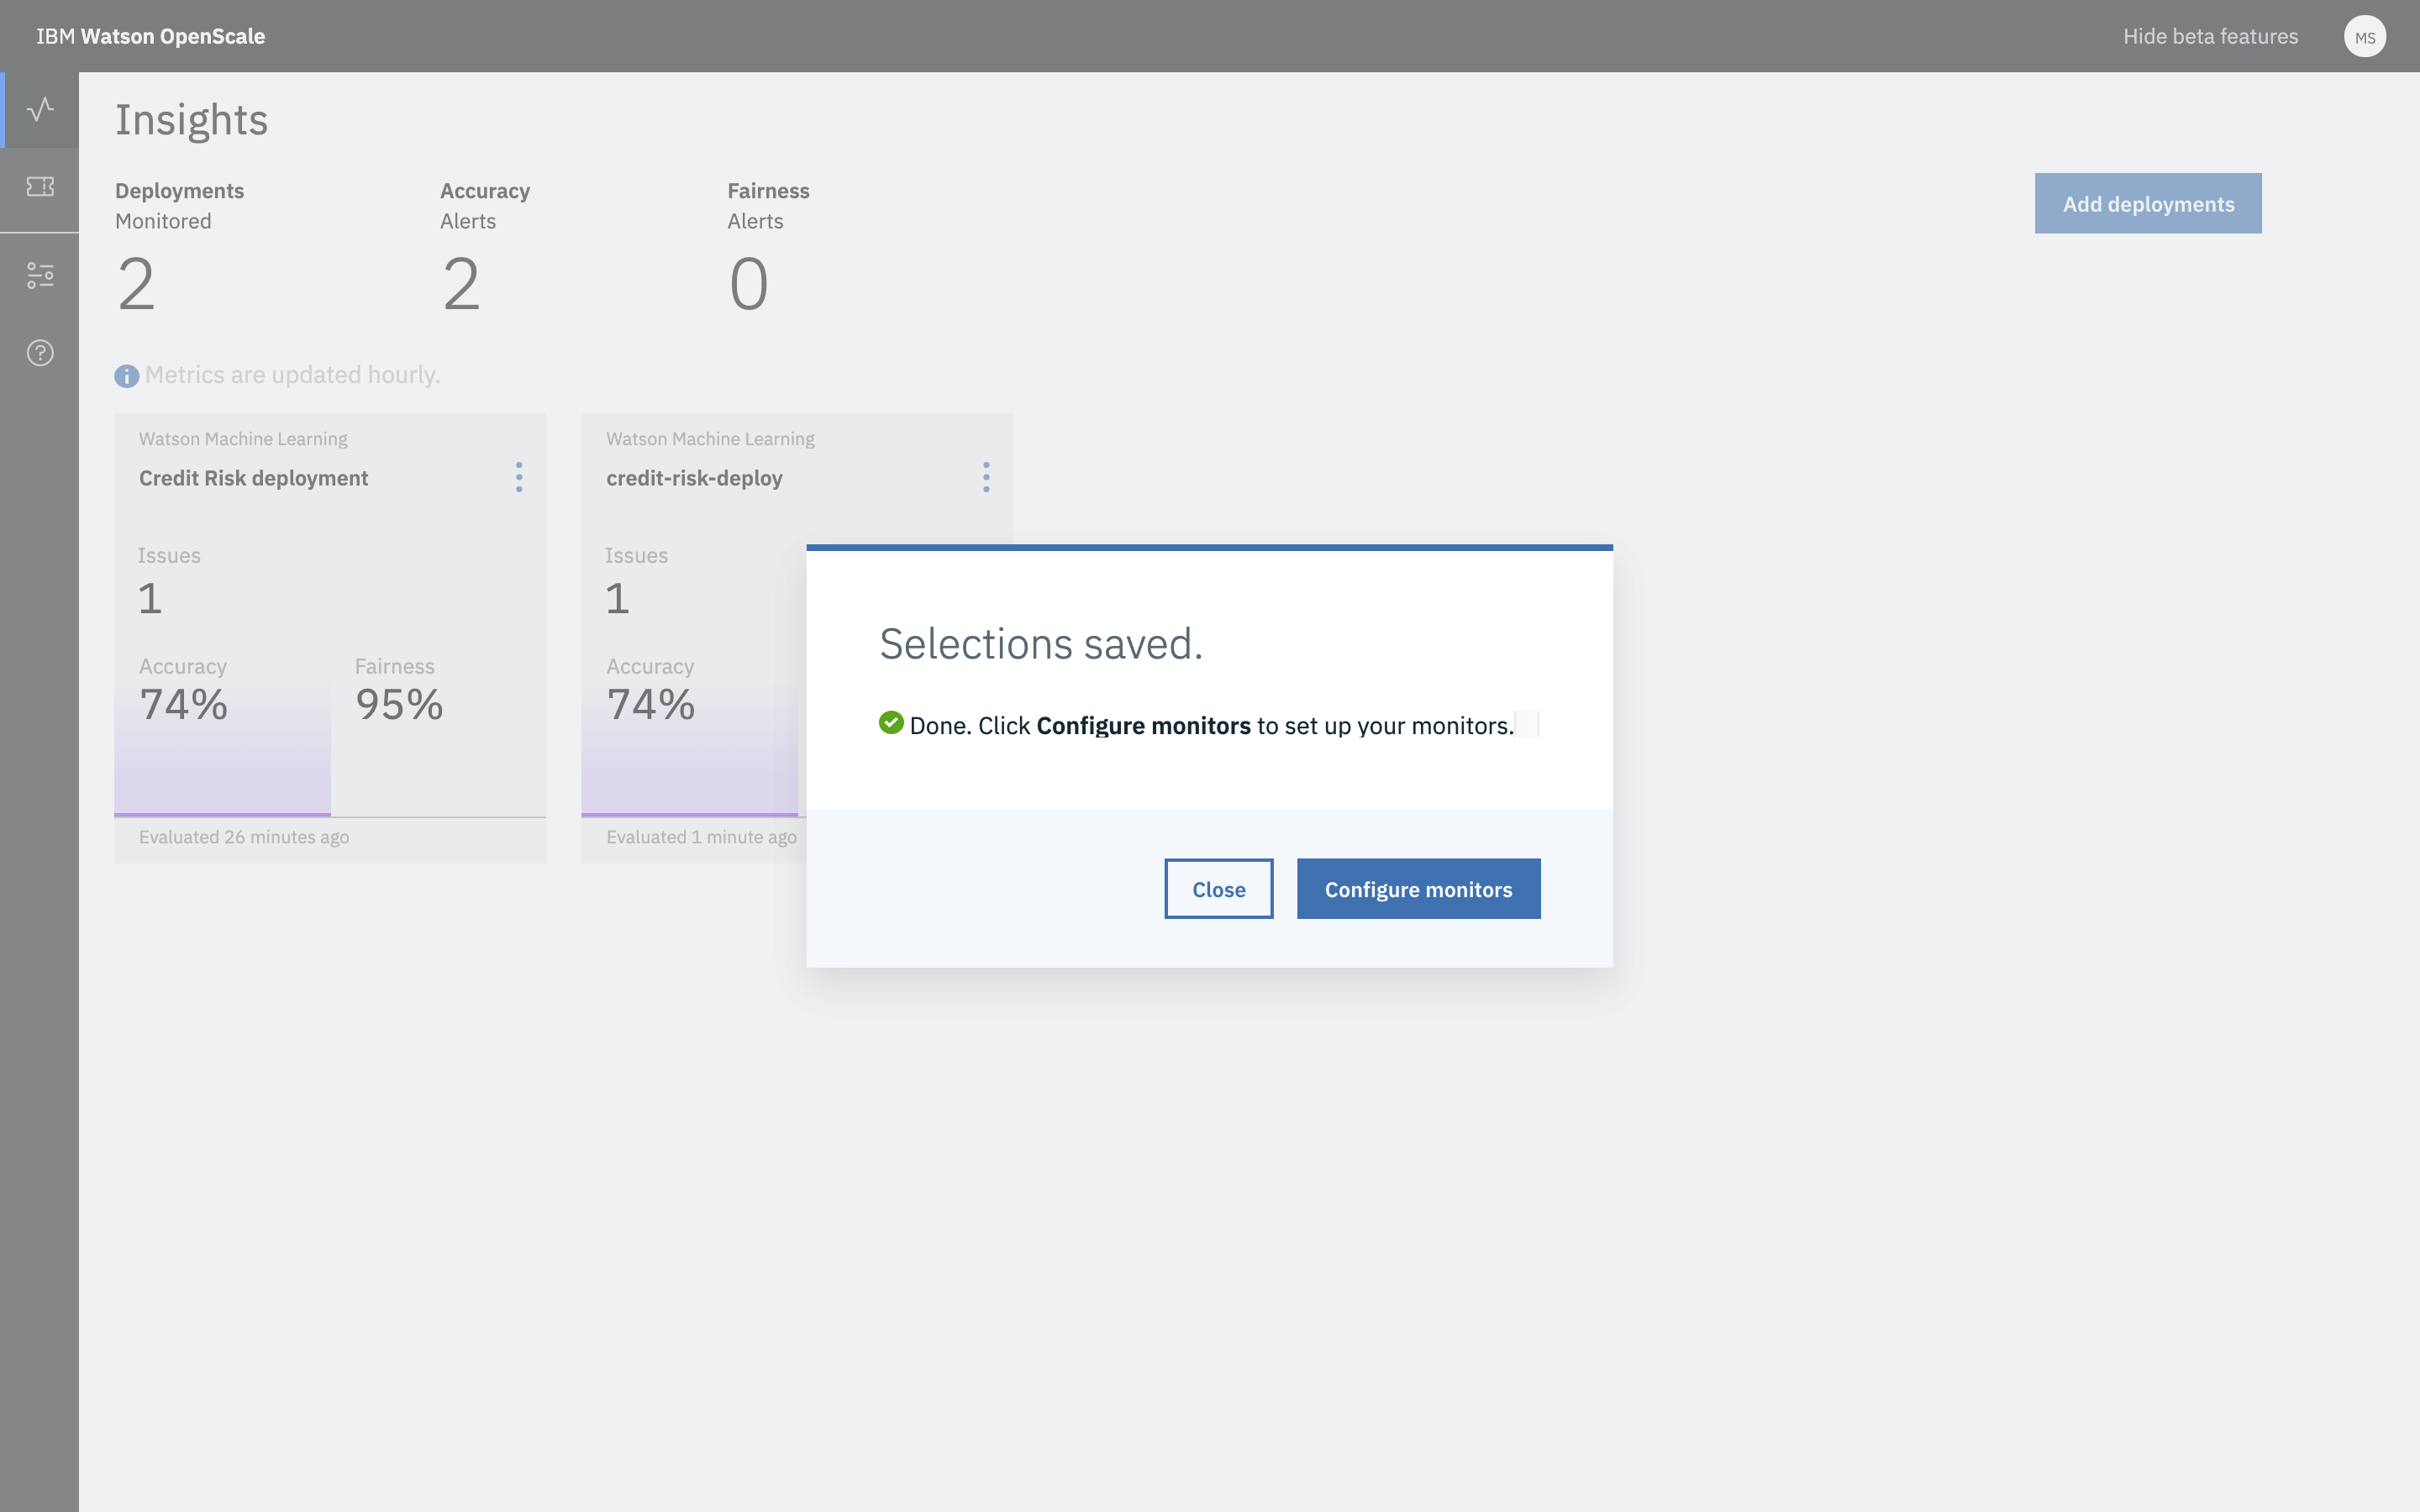 IBM Watson OpenScale
Hide beta features
MS
Insights
Deployments
Monitored
2
Accuracy
Alerts
2
Fairness
Alerts
0
Add deployments
Metrics are updated hourly.
Watson Machine Learning
Credit Risk deployment
Issues
1
Accuracy
74%
Fairness
95%
Evaluated 26 minutes ago
Watson Machine Learning
credit-risk-deploy
Issues
1
Accuracy
74%
Evaluated 1 minute ago
Selections saved.
Done. Click Configure monitors to set up your monitors.
Close
Configure monitors